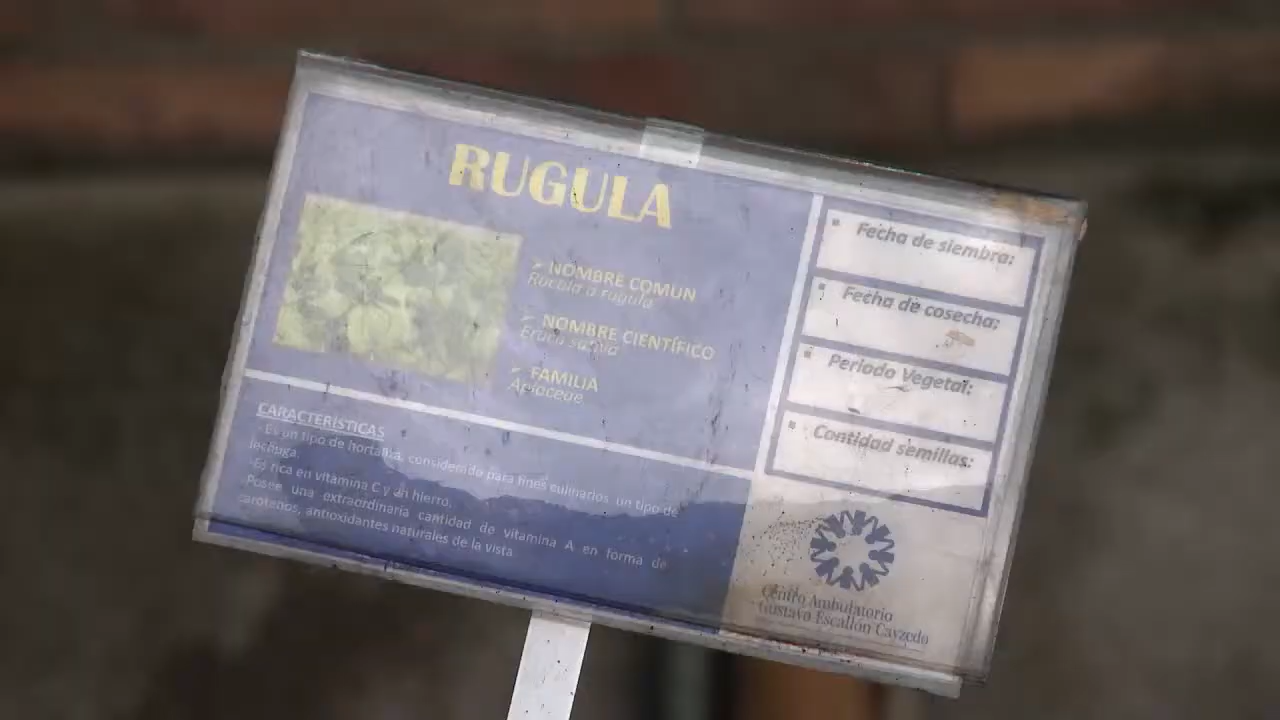 RUGULA
NOMBRE COMUN
Rucula a rugula
NOMBRE CIENTÍFICO
Eruca sativa
FAMILIA
Apiaceae
CARACTERÍSTICAS
-Es un tipo de hortaliza, considerado para fines culinarios un tipo de
lechuga.
-Es rica en vitamina C y en hierro.
Posee una extraordinaria cantidad de vitamina A en forma de
carotenos, antioxidantes naturales de la vista
Fecha de siembra:
Fecha de cosecha:
Periodo Vegetal:
Cantidad semillas:
Centro Ambulatorio
Gustavo Escallón Cayzedo